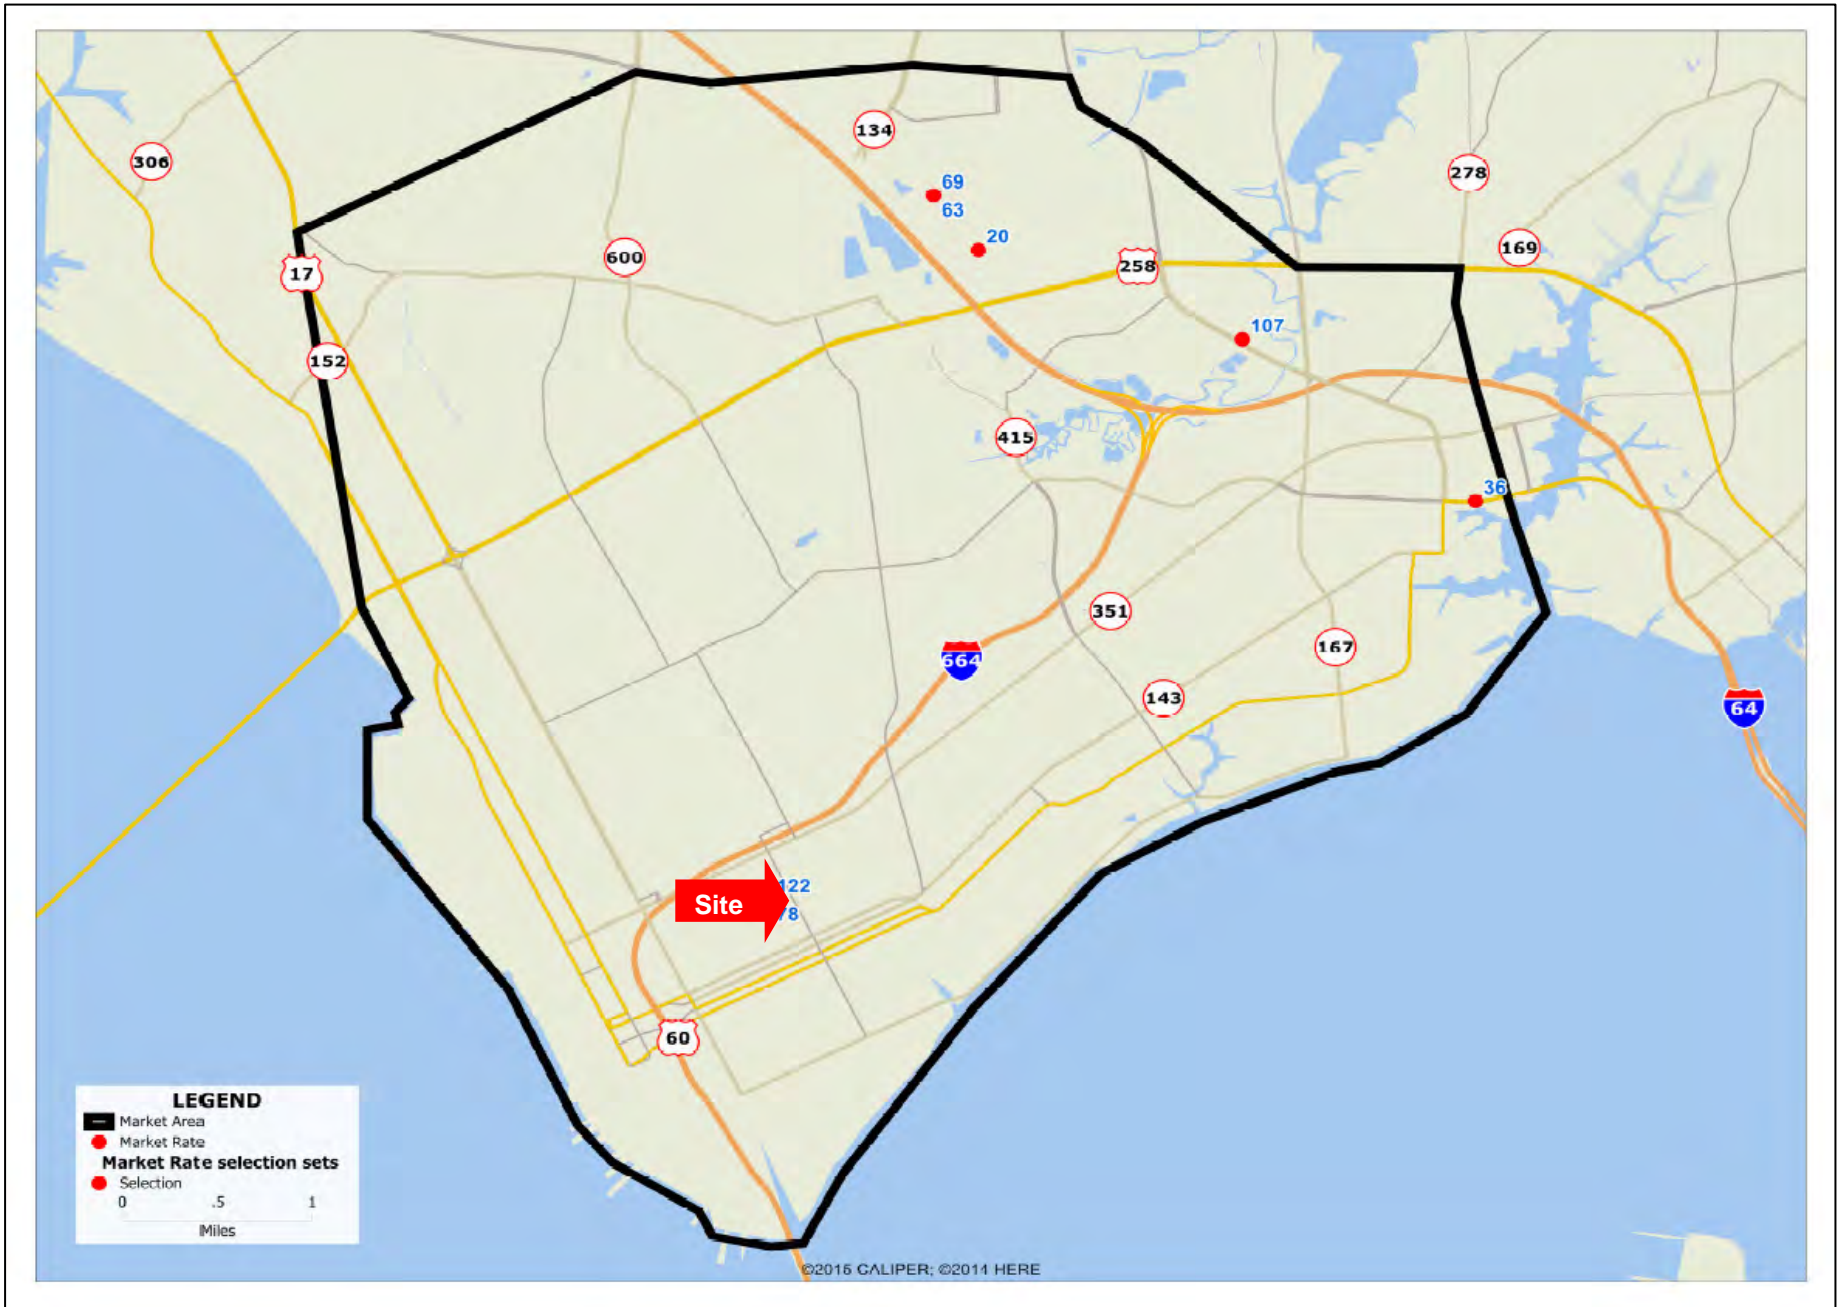 134
306
278
69
63
20
169
600
258
17
107
152
415
36
351
167
664
143
64
122
Site
78
60
LEGEND
Market Area
Market Rate
Market Rate selection sets
Selection
0 .5 1
Miles
©2015 CALIPER; ©2014 HERE